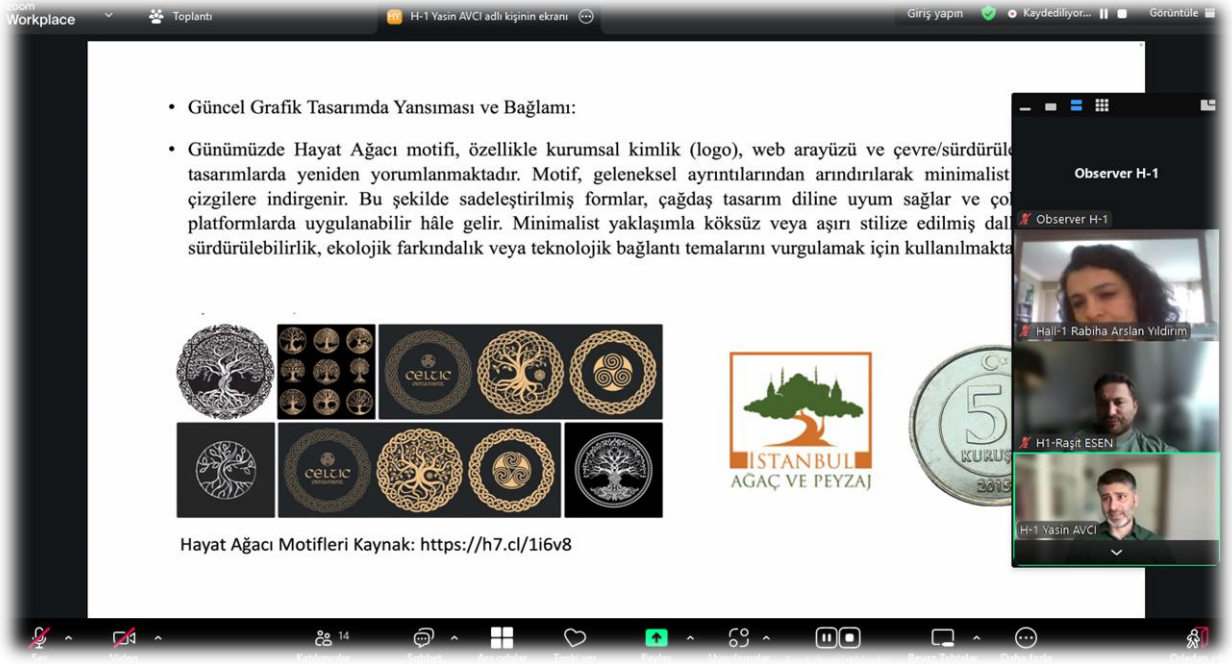 zoom
Workplace
Toplantı
HY H-1 Yasin AVCI adlı kişinin ekranı
Giriş yapın
Kaydediliyor...
Görüntüle
• Güncel Grafik Tasarımda Yansıması ve Bağlamı:
• Günümüzde Hayat Ağacı motifi, özellikle kurumsal kimlik (logo), web arayüzü ve çevre/sürdürüle
tasarımlarda yeniden yorumlanmaktadır. Motif, geleneksel ayrıntılarından arındırılarak minimalist
çizgilere indirgenir. Bu şekilde sadeleştirilmiş formlar, çağdaş tasarım diline uyum sağlar ve ço
platformlarda uygulanabilir hâle gelir. Minimalist yaklaşımla köksüz veya aşırı stilize edilmiş dal
sürdürülebilirlik, ekolojik farkındalık veya teknolojik bağlantı temalarını vurgulamak için kullanılmakta
CELTIC
CELTIC
İSTANBUL
AĞAÇ VE PEYZAJ
5
KURUŞ
2015
Hayat Ağacı Motifleri Kaynak: https://h7.cl/1i6v8
Observer H-1
Observer H-1
Hall-1 Rabiha Arslan Yıldırım
H1-Raşit ESEN
H-1 Yasin AVCI
14